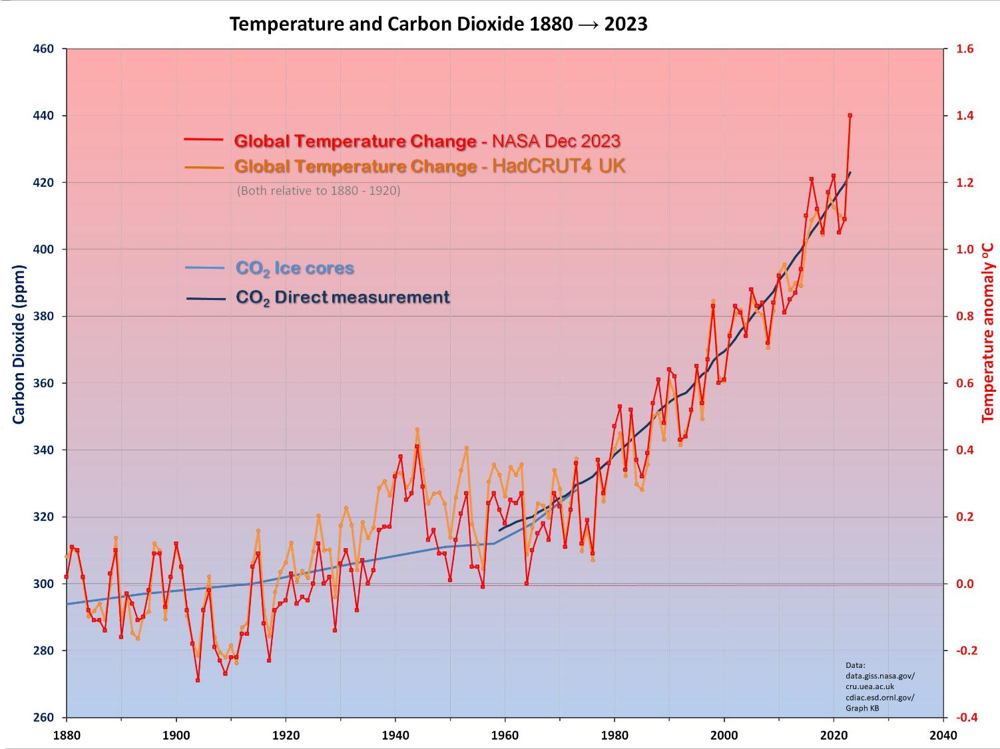 Temperature and Carbon Dioxide 1880 → 2023
460
440
420
400
380
360
340
320
300
280
260
Carbon Dioxide (ppm)
Global Temperature Change - NASA Dec 2023
Global Temperature Change - HadCRUT4 UK
(Both relative to 1880 - 1920)
CO₂ Ice cores
CO₂ Direct measurement
1.6
1.4
1.2
1.0
0.8
0.6
0.4
0.2
0.0
-0.2
-0.4
Temperature anomaly ºC
Data:
data.giss.nasa.gov/
cru.uea.ac.uk
cdiac.esd.ornl.gov/
Graph KB
1880 1900 1920 1940 1960 1980 2000 2020 2040